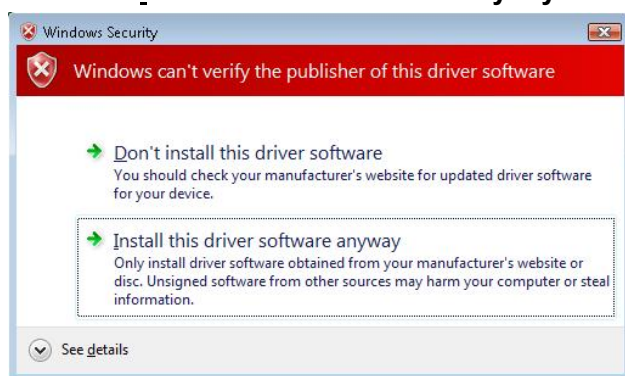 Windows Security
Windows can't verify the publisher of this driver software
Don't install this driver software
You should check your manufacturer's website for updated driver software
for your device.
Install this driver software anyway
Only install driver software obtained from your manufacturer's website or
disc. Unsigned software from other sources may harm your computer or steal
information.
See details